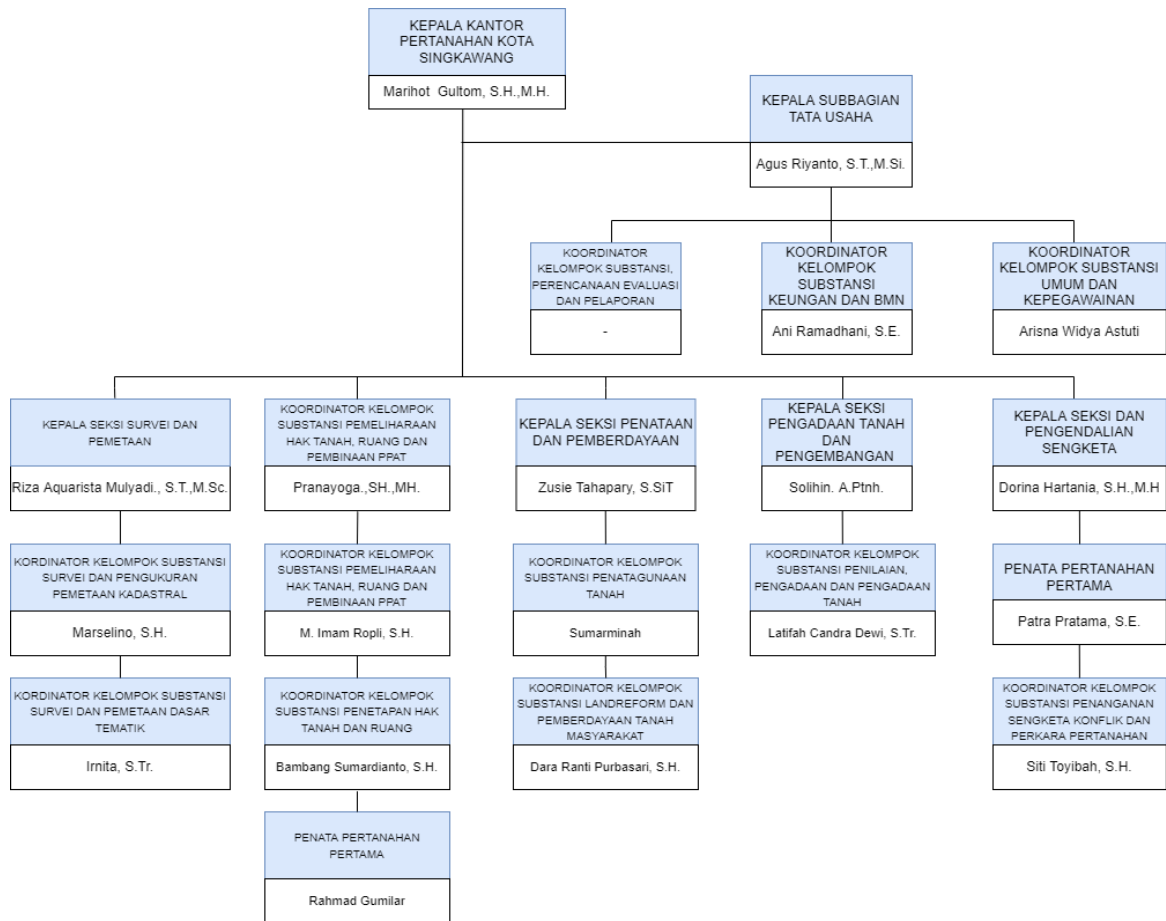 KEPALA KANTOR
PERTANAHAN KOTA
SINGKAWANG
Marihot Gultom, S.H.,M.H.
KEPALA SUBBAGIAN
TATA USAHA
Agus Riyanto, S.T.,M.Si.
KOORDINATOR
KELOMPOK SUBSTANSI,
PERENCANAAN EVALUASI
DAN PELAPORAN
-
KOORDINATOR
KELOMPOK
SUBSTANSI
KEUNGAN DAN BMN
Ani Ramadhani, S.E.
KOORDINATOR
KELOMPOK SUBSTANSI
UMUM DAN
KEPEGAWAINAN
Arisna Widya Astuti
KEPALA SEKSI SURVEI DAN
PEMETAAN
Riza Aquarista Mulyadi., S.T.,M.Sc.
KOORDINATOR KELOMPOK
SUBSTANSI PEMELIHARAAN
HAK TANAH, RUANG DAN
PEMBINAAN PPAT
Pranayoga.,SH.,MH.
KEPALA SEKSI PENATAAN
DAN PEMBERDAYAAN
Zusie Tahapary, S.SiT
KEPALA SEKSI
PENGADAAN TANAH
DAN
PENGEMBANGAN
Solihin. A.Ptnh.
KEPALA SEKSI DAN
PENGENDALIAN
SENGKETA
Dorina Hartania, S.H.,M.H
KORDINATOR KELOMPOK SUBSTANSI
SURVEI DAN PENGUKURAN
PEMETAAN KADASTRAL
Marselino, S.H.
KOORDINATOR KELOMPOK
SUBSTANSI PEMELIHARAAN
HAK TANAH, RUANG DAN
PEMBINAAN PPAT
M. Imam Ropli, S.H.
KOORDINATOR KELOMPOK
SUBSTANSI PENATAGUNAAN
TANAH
Sumarminah
KOORDINATOR KELOMPOK
SUBSTANSI PENILAIAN,
PENGADAAN DAN PENGADAAN
TANAH
Latifah Candra Dewi, S.Tr.
PENATA PERTANAHAN
PERTAMA
Patra Pratama, S.E.
KORDINATOR KELOMPOK SUBSTANSI
SURVEI DAN PEMETAAN DASAR
TEMATIK
Irnita, S.Tr.
KOORDINATOR KELOMPOK
SUBSTANSI PENETAPAN HAK
TANAH DAN RUANG
Bambang Sumardianto, S.H.
KOORDINATOR KELOMPOK
SUBSTANSI LANDREFORM DAN
PEMBERDAYAAN TANAH
MASYARAKAT
Dara Ranti Purbasari, S.H.
KOORDINATOR KELOMPOK
SUBSTANSI PENANGANAN
SENGKETA KONFLIK DAN
PERKARA PERTANAHAN
Siti Toyibah, S.H.
PENATA PERTANAHAN
PERTAMA
Rahmad Gumilar